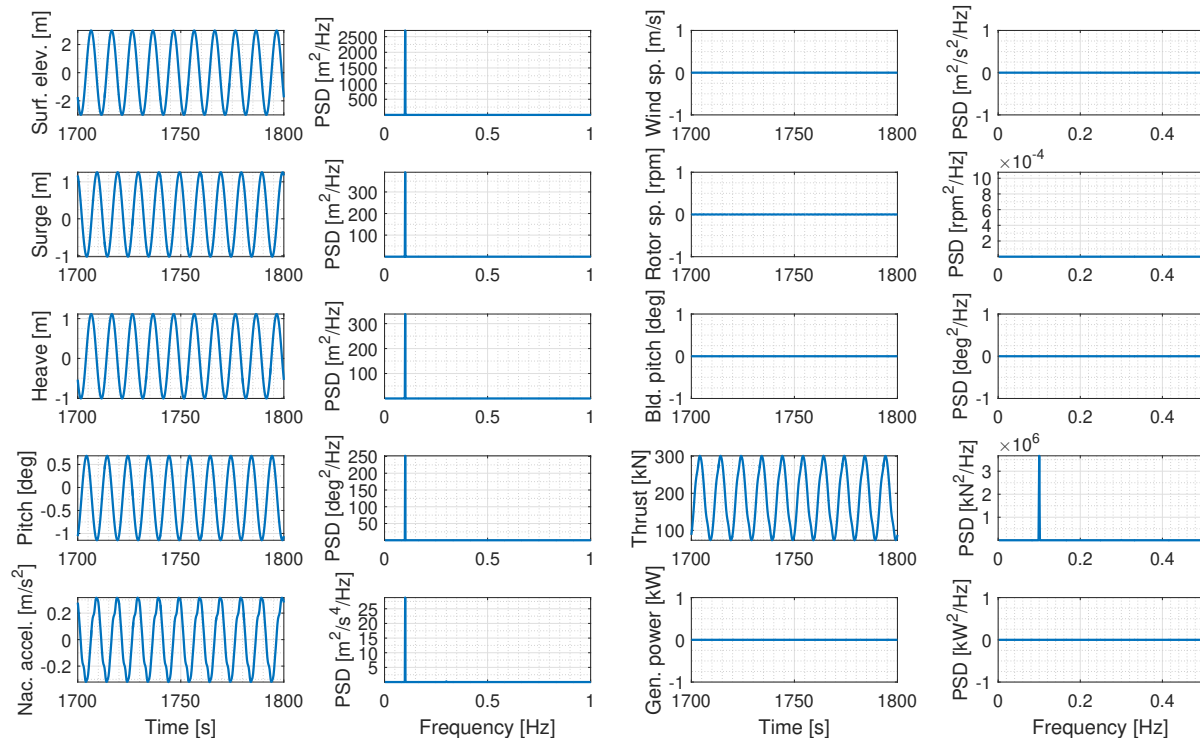 Surf. elev. [m]
2
0
-2
1700 1750 1800
PSD [m²/Hz]
2500
2000
1500
1000
500
0 0.5 1
Wind sp. [m/s]
1
0
-1
1700 1750 1800
PSD [m²/s²/Hz]
1
0
-1
0 0.2 0.4
Surge [m]
1
0
-1
1700 1750 1800
PSD [m²/Hz]
300
200
100
0 0.5 1
Rotor sp. [rpm]
1
0
-1
1700 1750 1800
PSD [rpm²/Hz]
×10⁻⁴
10
8
6
4
2
0 0.2 0.4
Heave [m]
1
0
-1
1700 1750 1800
PSD [m²/Hz]
300
200
100
0 0.5 1
Bld. pitch [deg]
1
0
-1
1700 1750 1800
PSD [deg²/Hz]
1
0
-1
0 0.2 0.4
Pitch [deg]
0.5
0
-0.5
-1
1700 1750 1800
PSD [deg²/Hz]
250
200
150
100
50
0 0.5 1
Thrust [kN]
300
200
100
1700 1750 1800
PSD [kN²/Hz]
×10⁶
3
2
1
0 0.2 0.4
Nac. accel. [m/s²]
0.2
0
-0.2
1700 1750 1800
Time [s]
PSD [m²/s⁴/Hz]
25
20
15
10
5
0 0.5 1
Frequency [Hz]
Gen. power [kW]
1
0
-1
1700 1750 1800
Time [s]
PSD [kW²/Hz]
1
0
-1
0 0.2 0.4
Frequency [Hz]